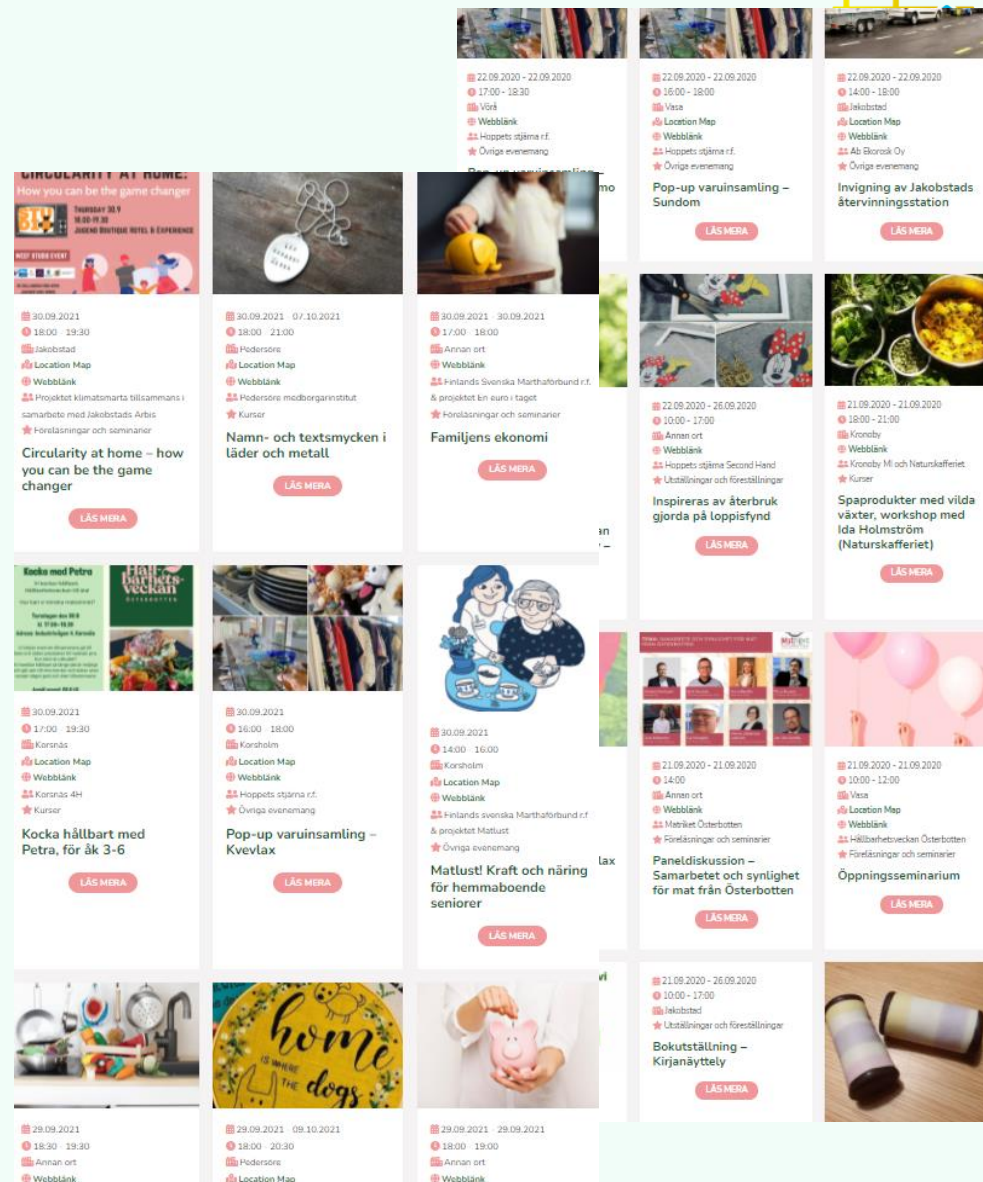 22.09.2020 - 22.09.2020
17:00 - 18:30
Vörå
Webblänk
Hoppets stjärna r.f.
Övriga evenemang
22.09.2020 - 22.09.2020
16:00 - 18:00
Vasa
Location Map
Webblänk
Hoppets stjärna r.f.
Övriga evenemang
Pop-up varuinsamling –
Sundom
LÄS MERA
22.09.2020 - 22.09.2020
14:00 - 18:00
Jakobstad
Location Map
Webblänk
Ab Ekorosk Oy
Övriga evenemang
Invigning av Jakobstads
återvinningsstation
LÄS MERA
CIRCULARITY AT HOME:
How you can be the game changer
THURSDAY 30.9
18.00-19.30
JUGEND BOUTIQUE HOTEL & EXPERIENCE
30.09.2021
18:00 - 19:30
Jakobstad
Location Map
Webblänk
Projektet klimatsmarta tillsammans i
samarbete med Jakobstads Arbis
Föreläsningar och seminarier
Circularity at home – how
you can be the game
changer
LÄS MERA
30.09.2021 - 07.10.2021
18:00 - 21:00
Pedersöre
Location Map
Webblänk
Pedersöre medborgarinstitut
Kurser
Namn- och textsmycken i
läder och metall
LÄS MERA
30.09.2021 - 30.09.2021
17:00 - 18:00
Annan ort
Webblänk
Finlands Svenska Marthaförbund r.f.
& projektet En euro i taget
Föreläsningar och seminarier
Familjens ekonomi
LÄS MERA
22.09.2020 - 26.09.2020
10:00 - 17:00
Annan ort
Webblänk
Hoppets stjärna Second Hand
Utställningar och föreställningar
Inspireras av återbruk
gjorda på loppisfynd
LÄS MERA
21.09.2020 - 21.09.2020
18:00 - 21:00
Kronoby
Webblänk
Kronoby MI och Naturskafferiet
Kurser
Spaprodukter med vilda
växter, workshop med
Ida Holmström
(Naturskafferiet)
LÄS MERA
Kocka med Petra
Håll-
barhets-
veckan
ÖSTERBOTTEN
30.09.2021
17:00 - 19:30
Korsnäs
Location Map
Webblänk
Korsnäs 4H
Kurser
Kocka hållbart med
Petra, för åk 3-6
LÄS MERA
30.09.2021
16:00 - 18:00
Korsholm
Location Map
Webblänk
Hoppets stjärna r.f.
Övriga evenemang
Pop-up varuinsamling –
Kvevlax
LÄS MERA
30.09.2021
14:00 - 16:00
Korsholm
Location Map
Webblänk
Finlands svenska Marthaförbund r.f
& projektet Matlust
Övriga evenemang
Matlust! Kraft och näring
för hemmaboende
seniorer
LÄS MERA
21.09.2020 - 21.09.2020
14:00
Annan ort
Webblänk
Matriket Österbotten
Föreläsningar och seminarier
Paneldiskussion –
Samarbetet och synlighet
för mat från Österbotten
LÄS MERA
21.09.2020 - 21.09.2020
10:00 - 12:00
Vasa
Location Map
Webblänk
Hållbarhetsveckan Österbotten
Föreläsningar och seminarier
Öppningsseminarium
LÄS MERA
21.09.2020 - 26.09.2020
10:00 - 17:00
Jakobstad
Utställningar och föreställningar
Bokutställning –
Kirjanäyttely
LÄS MERA
home
IS WHERE
THE dogs
29.09.2021
18:30 - 19:30
Annan ort
Webblänk
29.09.2021 - 09.10.2021
18:00 - 20:30
Pedersöre
Location Map
29.09.2021 - 29.09.2021
18:00 - 19:00
Annan ort
Webblänk